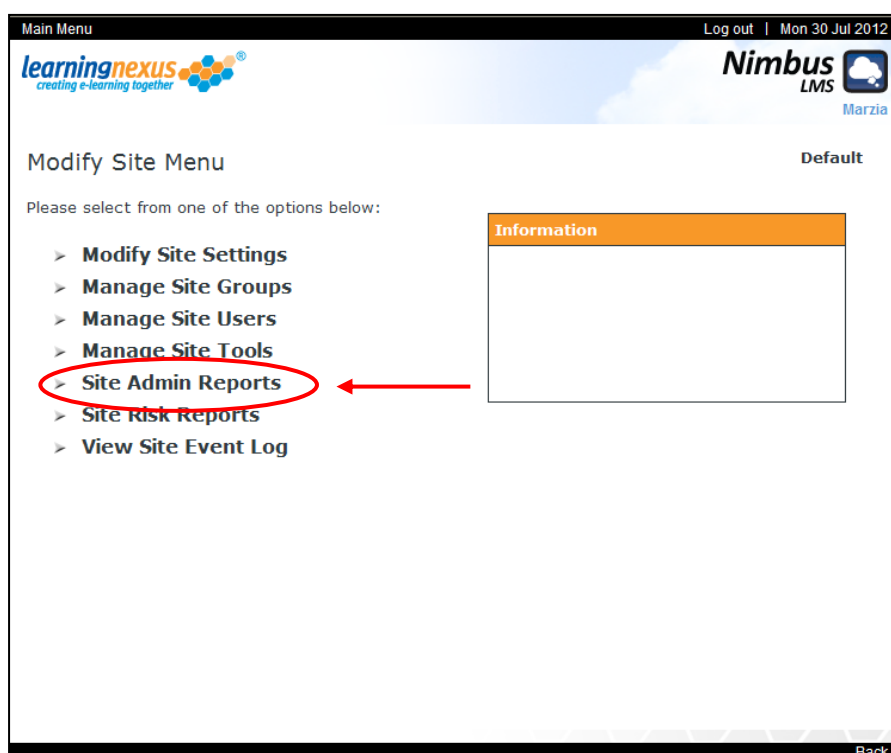 Main Menu Log out | Mon 30 Jul 2012
learningnexus ®
creating e-learning together
Nimbus
LMS
Marzia
Modify Site Menu Default
Please select from one of the options below:
Information
Modify Site Settings
Manage Site Groups
Manage Site Users
Manage Site Tools
Site Admin Reports
Site Risk Reports
View Site Event Log
Back